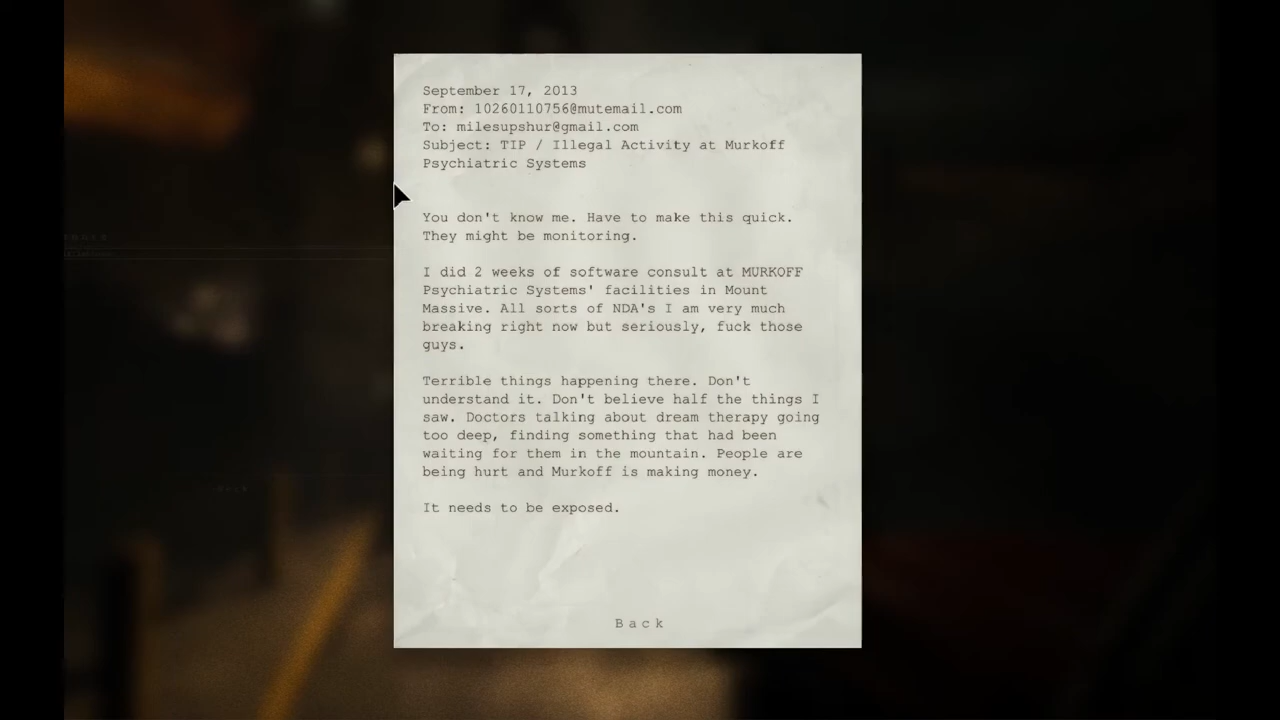 September 17, 2013
From: 10260110756@mutemail.com
To: milesupshur@gmail.com
Subject: TIP / Illegal Activity at Murkoff
Psychiatric Systems
You don't know me. Have to make this quick.
They might be monitoring.
I did 2 weeks of software consult at MURKOFF
Psychiatric Systems' facilities in Mount
Massive. All sorts of NDA's I am very much
breaking right now but seriously, fuck those
guys.
Terrible things happening there. Don't
understand it. Don't believe half the things I
saw. Doctors talking about dream therapy going
too deep, finding something that had been
waiting for them in the mountain. People are
being hurt and Murkoff is making money.
It needs to be exposed.
Back